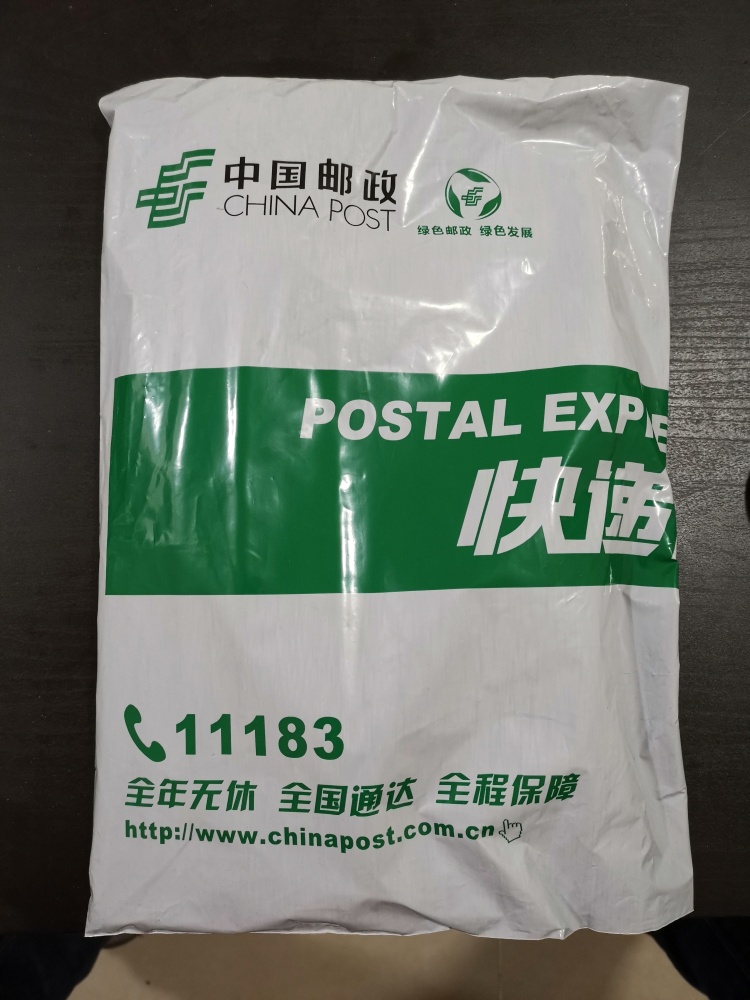 中国邮政
CHINA POST
绿色邮政 绿色发展
POSTAL EXPRE
快递
11183
全年无休 全国通达 全程保障
http://www.chinapost.com.cn